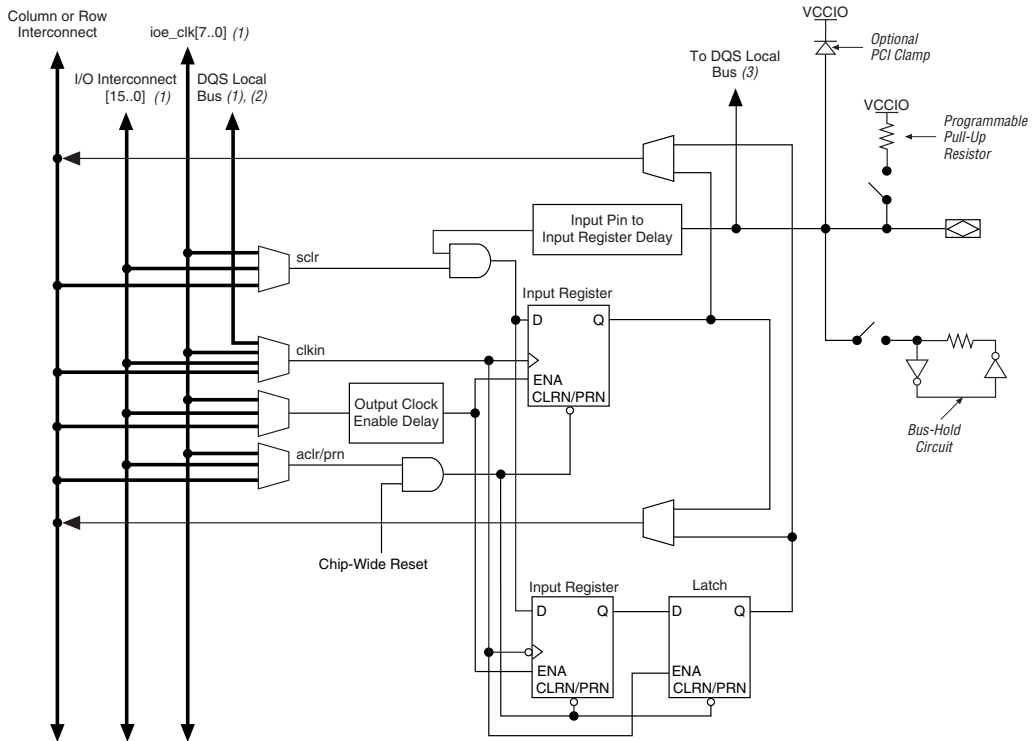 Column or Row
Interconnect
ioe_clk[7..0] (1)
I/O Interconnect
[15..0] (1)
DQS Local
Bus (1), (2)
To DQS Local
Bus (3)
VCCIO
Optional
PCI Clamp
VCCIO
Programmable
Pull-Up
Resistor
Input Pin to
Input Register Delay
sclr
Input Register
D
Q
clkin
ENA
CLRN/PRN
Output Clock
Enable Delay
aclr/prn
Bus-Hold
Circuit
Chip-Wide Reset
Input Register
Latch
D
Q
D
Q
ENA
CLRN/PRN
ENA
CLRN/PRN